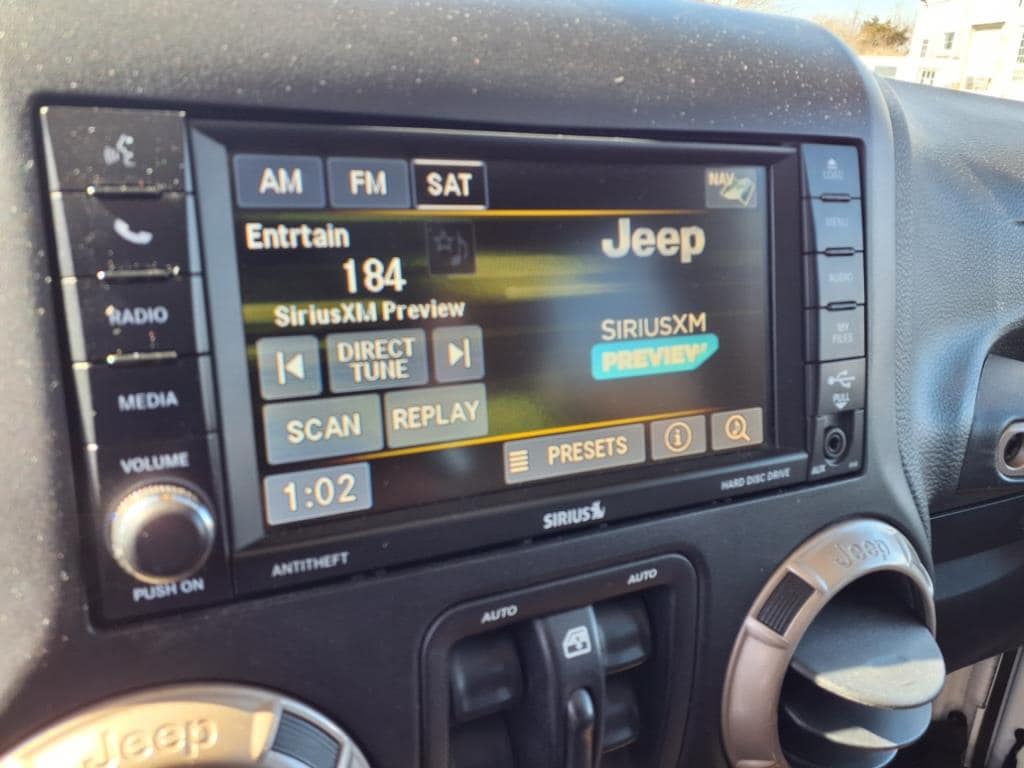 AM FM SAT NAV
Entrtain
184
SiriusXM Preview
DIRECT
TUNE
SCAN REPLAY
1:02
Jeep
SIRIUSXM
PREVIEW
PRESETS
RADIO
MEDIA
VOLUME
PUSH ON
ANTITHEFT
SIRIUS
HARD DISC DRIVE
LOAD
MENU
AUDIO
MY
FILES
PULL
AUX
AUTO
AUTO
Jeep
Jeep